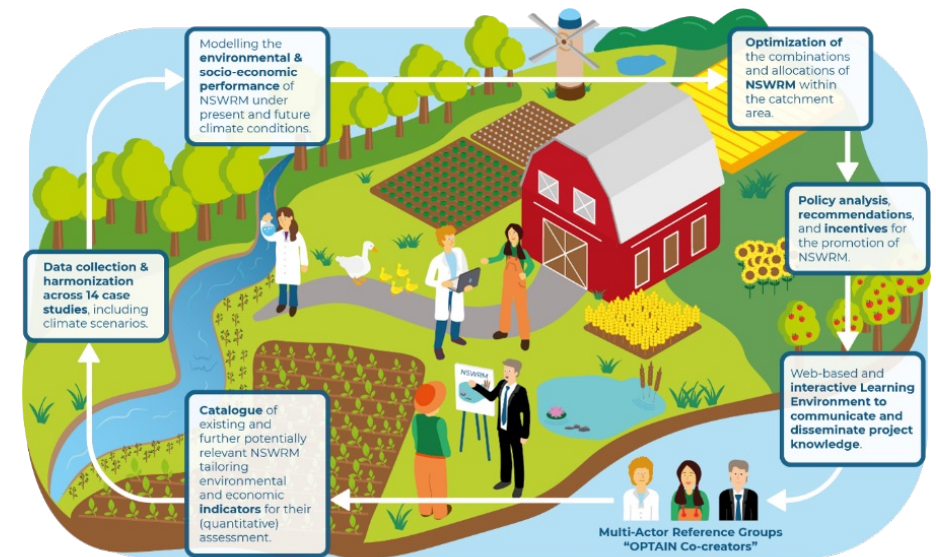 Modelling the
environmental &
socio-economic
performance of
NSWRM under
present and future
climate conditions.
Optimization of
the combinations
and allocations of
NSWRM within
the catchment
area.
Policy analysis,
recommendations,
and incentives for
the promotion of
NSWRM.
Data collection &
harmonization
across 14 case
studies, including
climate scenarios.
Web-based and
interactive Learning
Environment to
communicate and
disseminate project
knowledge.
NSWRM
Catalogue of
existing and
further potentially
relevant NSWRM
tailoring
environmental
and economic
indicators for their
(quantitative)
assessment.
Multi-Actor Reference Groups
"OPTAIN Co-creators"